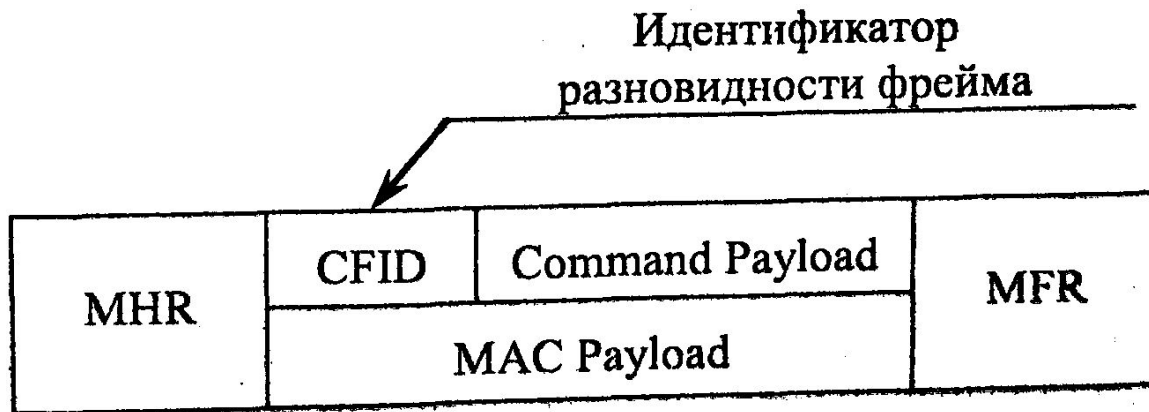 Идентификатор
разновидности фрейма
CFID
Command Payload
MHR
MFR
MAC Payload